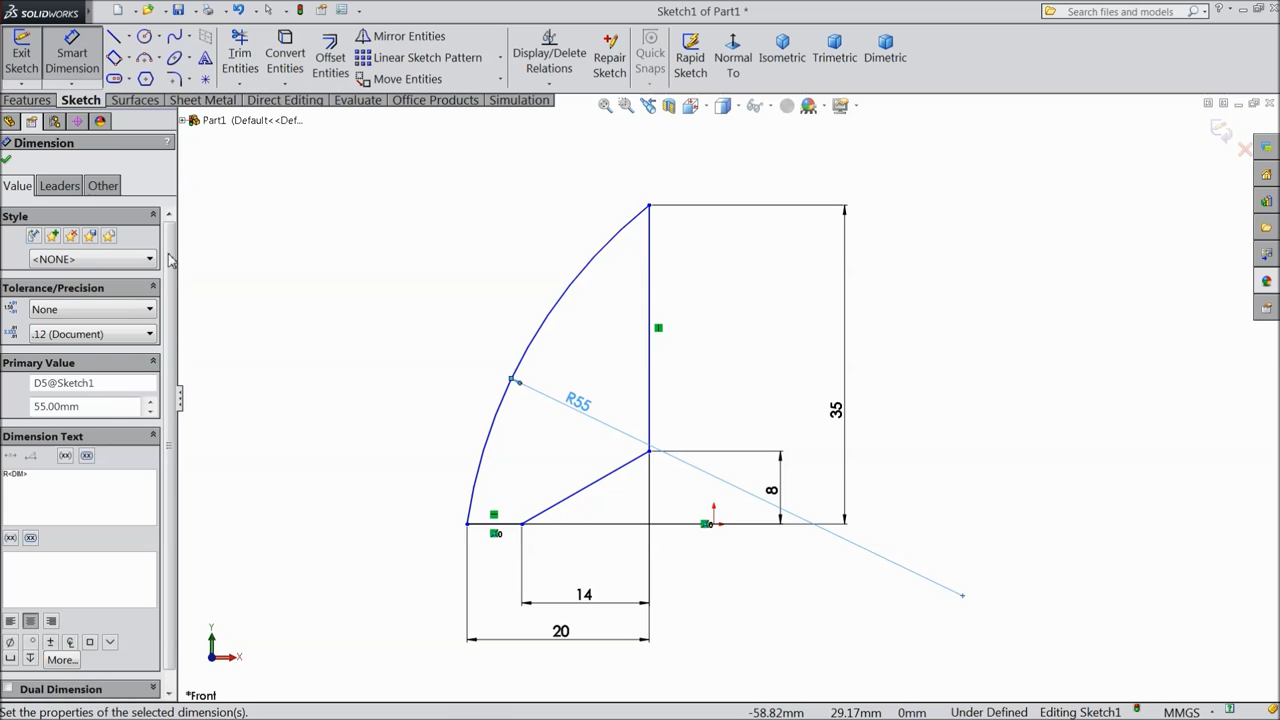 SOLIDWORKS
Sketch1 of Part1 *
Search files and models
Exit Sketch
Smart Dimension
Trim Entities
Convert Entities
Offset Entities
Mirror Entities
Linear Sketch Pattern
Move Entities
Display/Delete Relations
Repair Sketch
Quick Snaps
Rapid Sketch
Normal To
Isometric
Trimetric
Dimetric
Features
Sketch
Surfaces
Sheet Metal
Direct Editing
Evaluate
Office Products
Simulation
Part1 (Default<<Def...
Dimension
?
Value
Leaders
Other
Style
<NONE>
Tolerance/Precision
None
.12 (Document)
Primary Value
D5@Sketch1
55.00mm
Dimension Text
R<DIM>
More...
Dual Dimension
R55
35
8
14
20
Y
X
*Front
Set the properties of the selected dimension(s).
-58.82mm
29.17mm
0mm
Under Defined
Editing Sketch1
MMGS